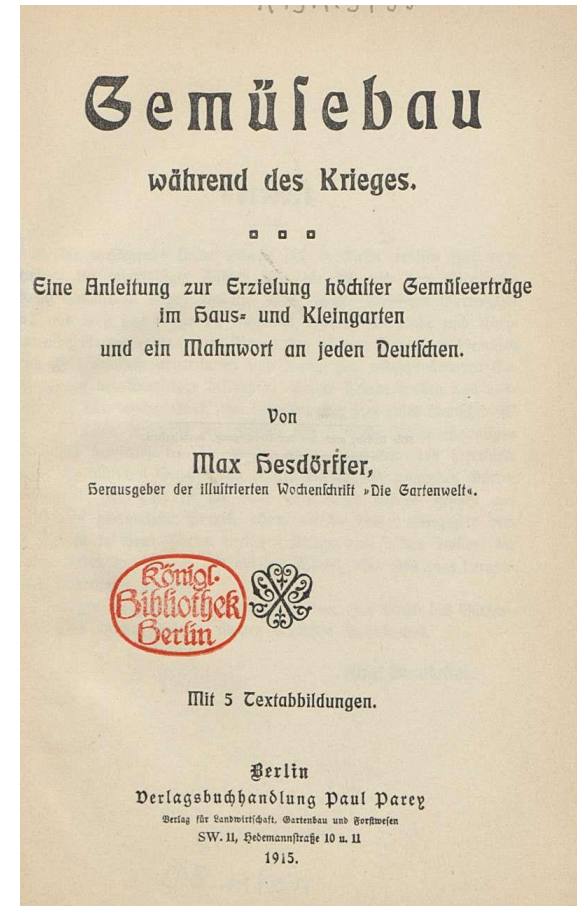 Gemüſebau
während des Krieges.
Eine Anleitung zur Erzielung höchſter Gemüſeerträge
im Haus- und Kleingarten
und ein Mahnwort an jeden Deutſchen.
Von
Max Hesdörffer,
Herausgeber der illuſtrierten Wochenſchrift »Die Gartenwelt«.
Königl.
Bibliothek
Berlin
Mit 5 Textabbildungen.
Berlin
Verlagsbuchhandlung Paul Parey
Verlag für Landwirtſchaft, Gartenbau und Forſtweſen
SW. 11, Hedemannſtraße 10 u. 11
1915.